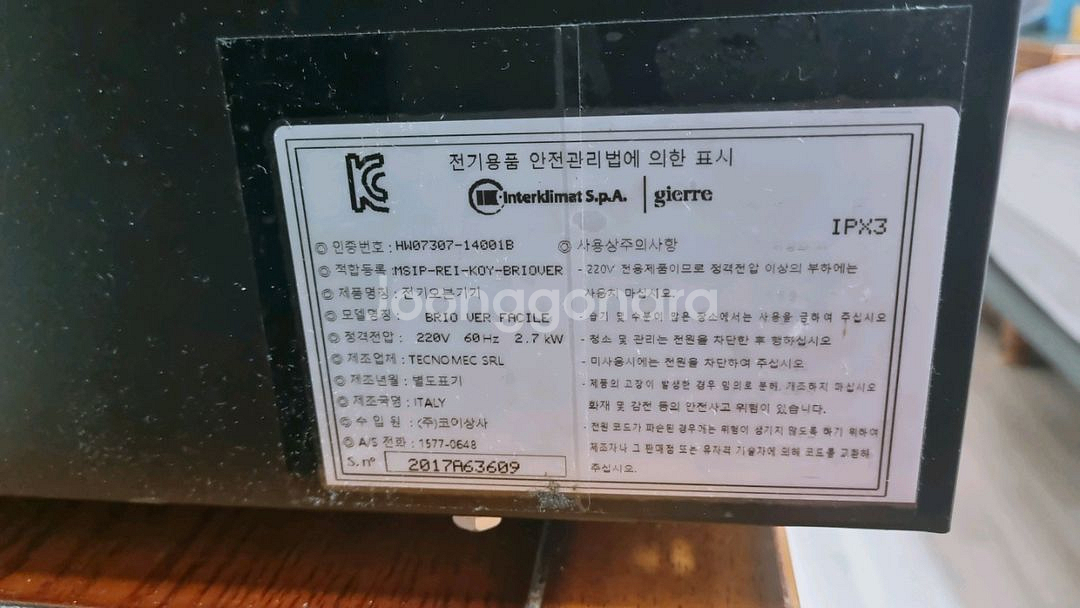 전기용품 안전관리법에 의한 표시
Interklimat S.p.A. | gierre
IPX3
◎ 인증번호 : HW07307-14001B
◎ 적합등록 :MSIP-REI-KOY-BRIOVER
◎ 제품명칭 : 전기오븐기기
◎ 모델명칭 : BRIO VER FACILE
◎ 정격전압 : 220V 60Hz 2.7kW
◎ 제조업체 : TECNOMEC SRL
◎ 제조년월 : 별도표기
◎ 제조국명 : ITALY
◎ 수 입 원 : (주)코이상사
◎ A/S 전화 : 1577-0648
S.nº 2017A63609
◎ 사용상주의사항
- 220V 전용제품이므로 정격전압 이상의 부하에는
사용치 마십시오.
습기 및 수분이 많은 장소에서는 사용을 금하여 주십시오
- 청소 및 관리는 전원을 차단한 후 행하십시오
- 미사용시에는 전원을 차단하여 주십시오
- 제품의 고장이 발생한 경우 임의로 분해, 개조하지 마십시오
화재 및 감전 등의 안전사고 위험이 있습니다.
- 전원 코드가 파손된 경우에는 위험이 생기지 않도록 하기 위하여
제조자나 그 판매점 또는 유자격 기술자에 의해 코드를 교환해
주십시오.
joonggonara